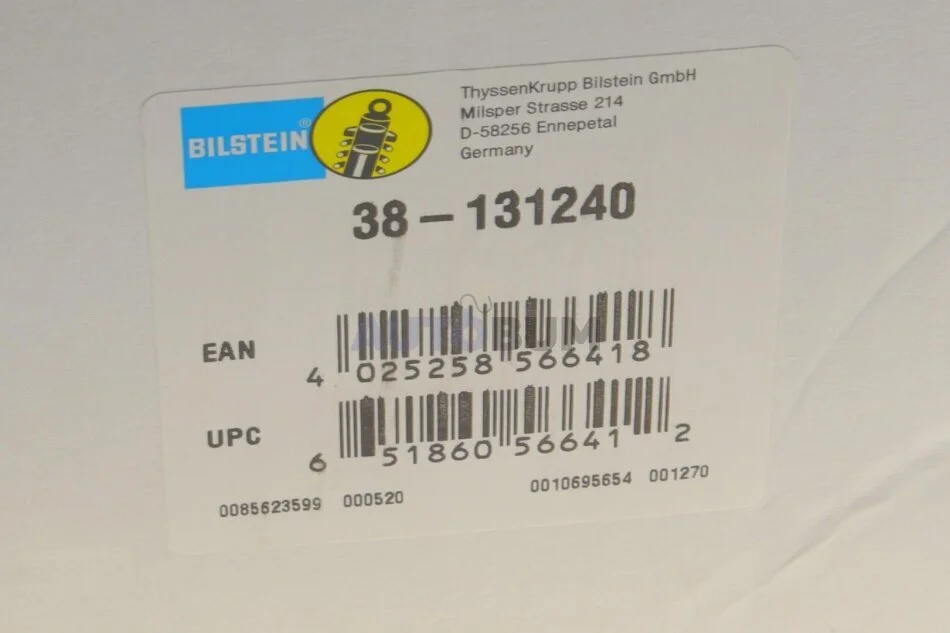 BILSTEIN®
ThyssenKrupp Bilstein GmbH
Milsper Strasse 214
D-58256 Ennepetal
Germany
38-131240
AUTOBUM
EAN
4 025258 566418
UPC
6 51860 56641 2
0085623599 000520
0010695654 001270